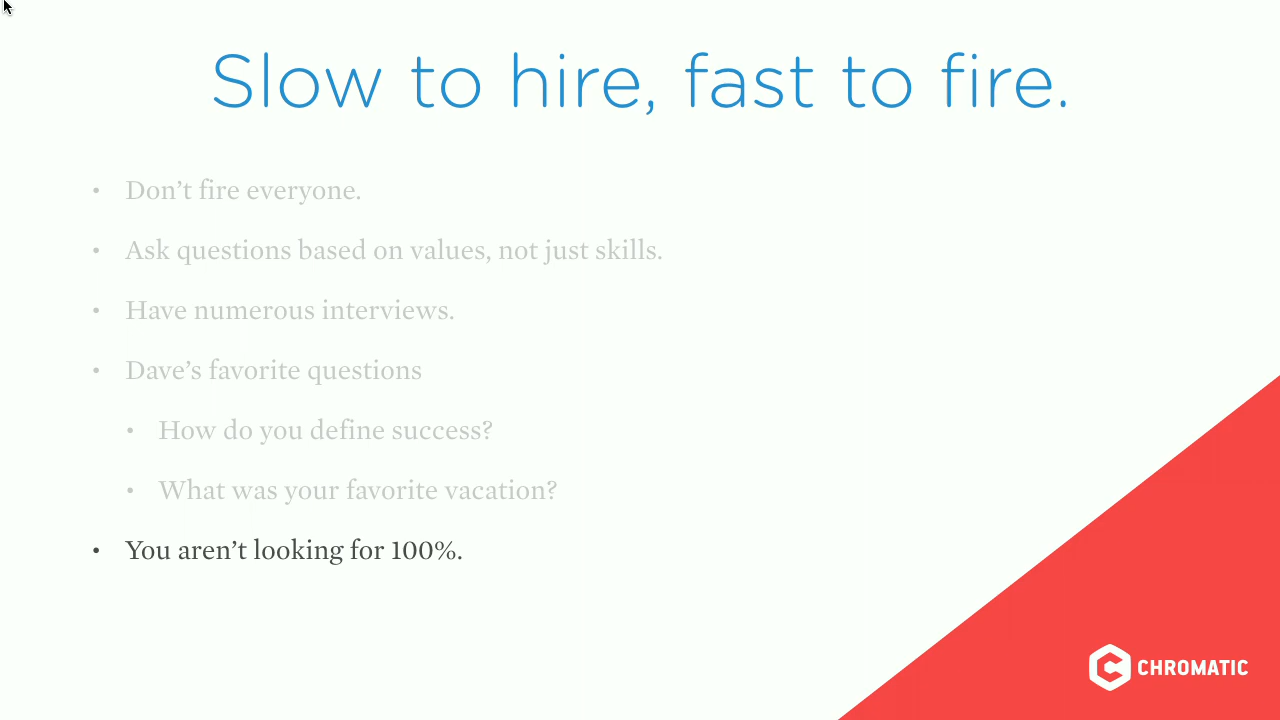 Slow to hire, fast to fire.
• Don’t fire everyone.
• Ask questions based on values, not just skills.
• Have numerous interviews.
• Dave’s favorite questions
• How do you define success?
• What was your favorite vacation?
• You aren’t looking for 100%.
CHROMATIC